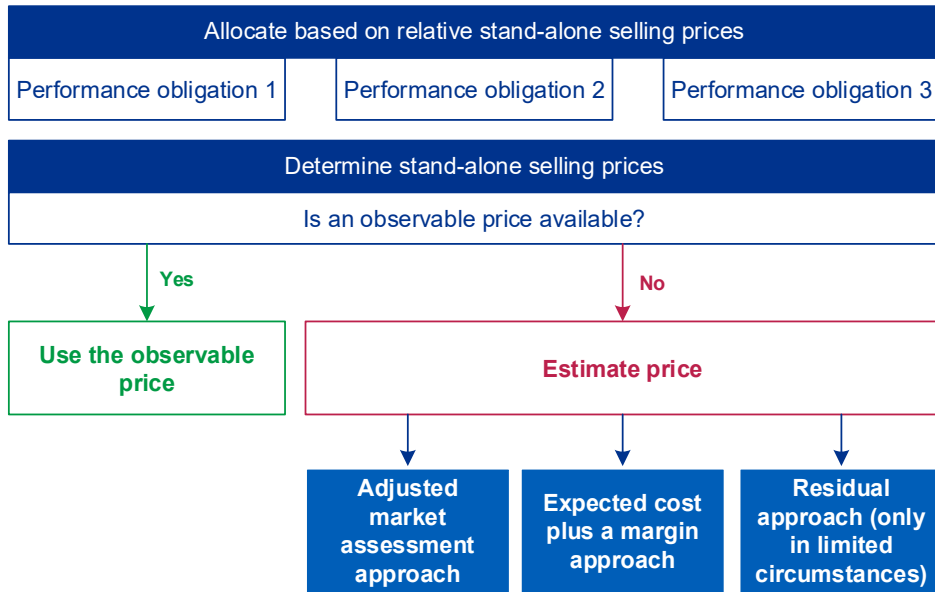 Allocate based on relative stand-alone selling prices
Performance obligation 1
Performance obligation 2
Performance obligation 3
Determine stand-alone selling prices
Is an observable price available?
Yes
No
Use the observable
price
Estimate price
Adjusted
market
assessment
approach
Expected cost
plus a margin
approach
Residual
approach (only
in limited
circumstances)